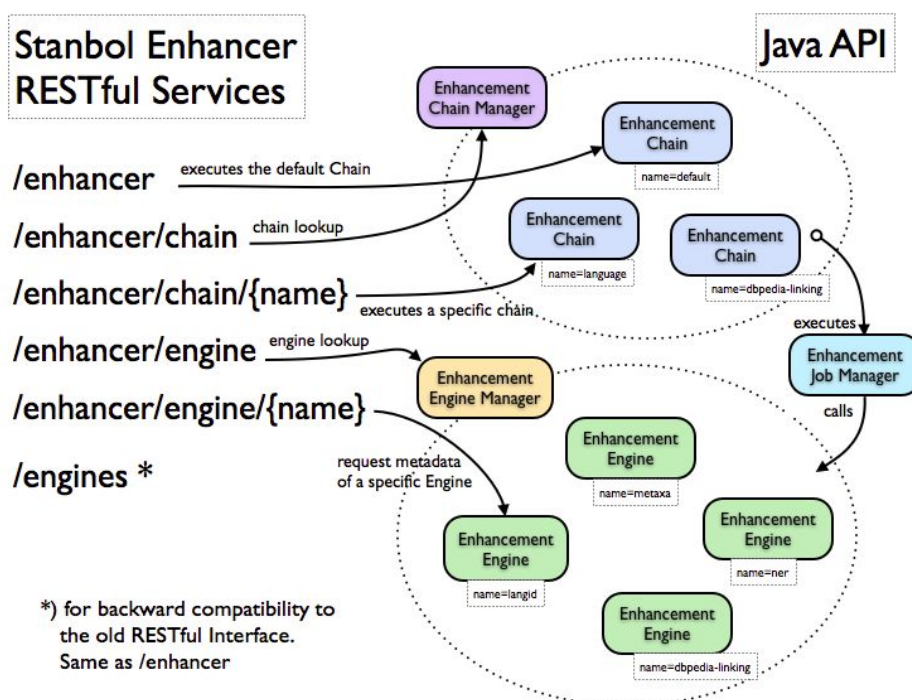 Stanbol Enhancer
RESTful Services
Java API
/enhancer
executes the default Chain
/enhancer/chain
chain lookup
/enhancer/chain/{name}
executes a specific chain
/enhancer/engine
engine lookup
/enhancer/engine/{name}
request metadata
of a specific Engine
/engines *
*) for backward compatibility to
the old RESTful Interface.
Same as /enhancer
Enhancement
Chain Manager
Enhancement
Chain
name=default
Enhancement
Chain
name=language
Enhancement
Chain
name=dbpedia-linking
executes
Enhancement
Job Manager
calls
Enhancement
Engine Manager
Enhancement
Engine
name=metaxa
Enhancement
Engine
name=ner
Enhancement
Engine
name=langid
Enhancement
Engine
name=dbpedia-linking